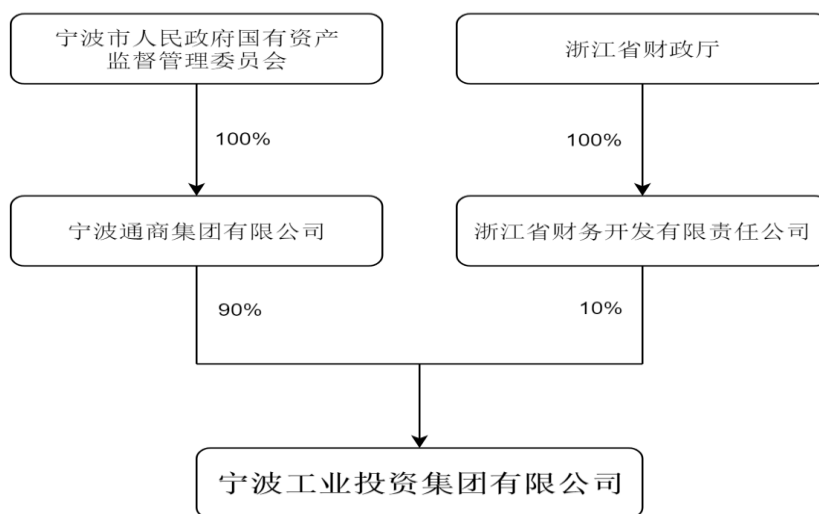 宁波市人民政府国有资产
监督管理委员会
浙江省财政厅
100%
100%
宁波通商集团有限公司
浙江省财务开发有限责任公司
90%
10%
宁波工业投资集团有限公司